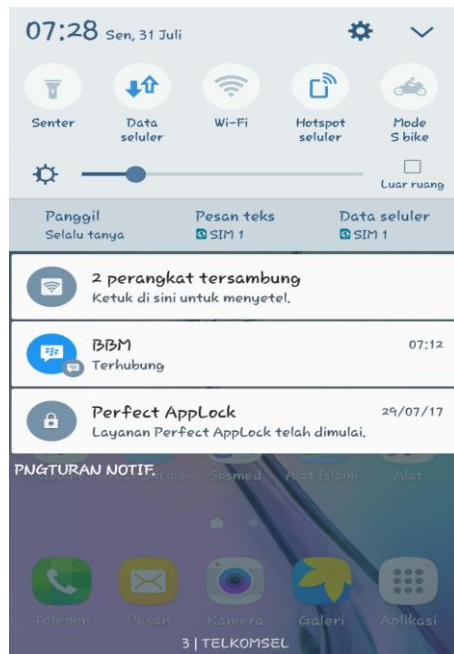 07:28 Sen, 31 Juli
Senter
Data seluler
Wi-Fi
Hotspot seluler
Mode S bike
Luar ruang
Panggil
Selalu tanya
Pesan teks
SIM 1
Data seluler
SIM 1
2 perangkat tersambung
Ketuk di sini untuk menyetel.
BBM 07:12
Terhubung
Perfect AppLock 29/07/17
Layanan Perfect AppLock telah dimulai.
PNGTURAN NOTIF.
Sosmed Alat Islami Alat
Telepon Pesan Kamera Galeri Aplikasi
3 | TELKOMSEL